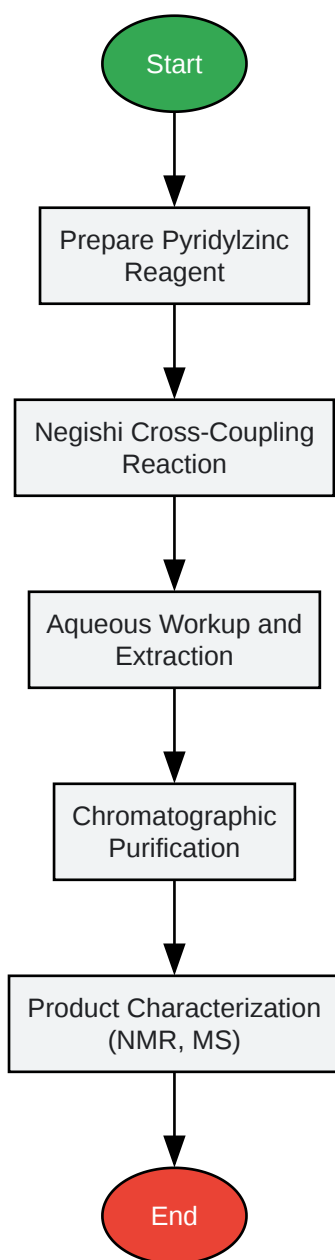 Start
Prepare Pyridylzinc
Reagent
Negishi Cross-Coupling
Reaction
Aqueous Workup and
Extraction
Chromatographic
Purification
Product Characterization
(NMR, MS)
End